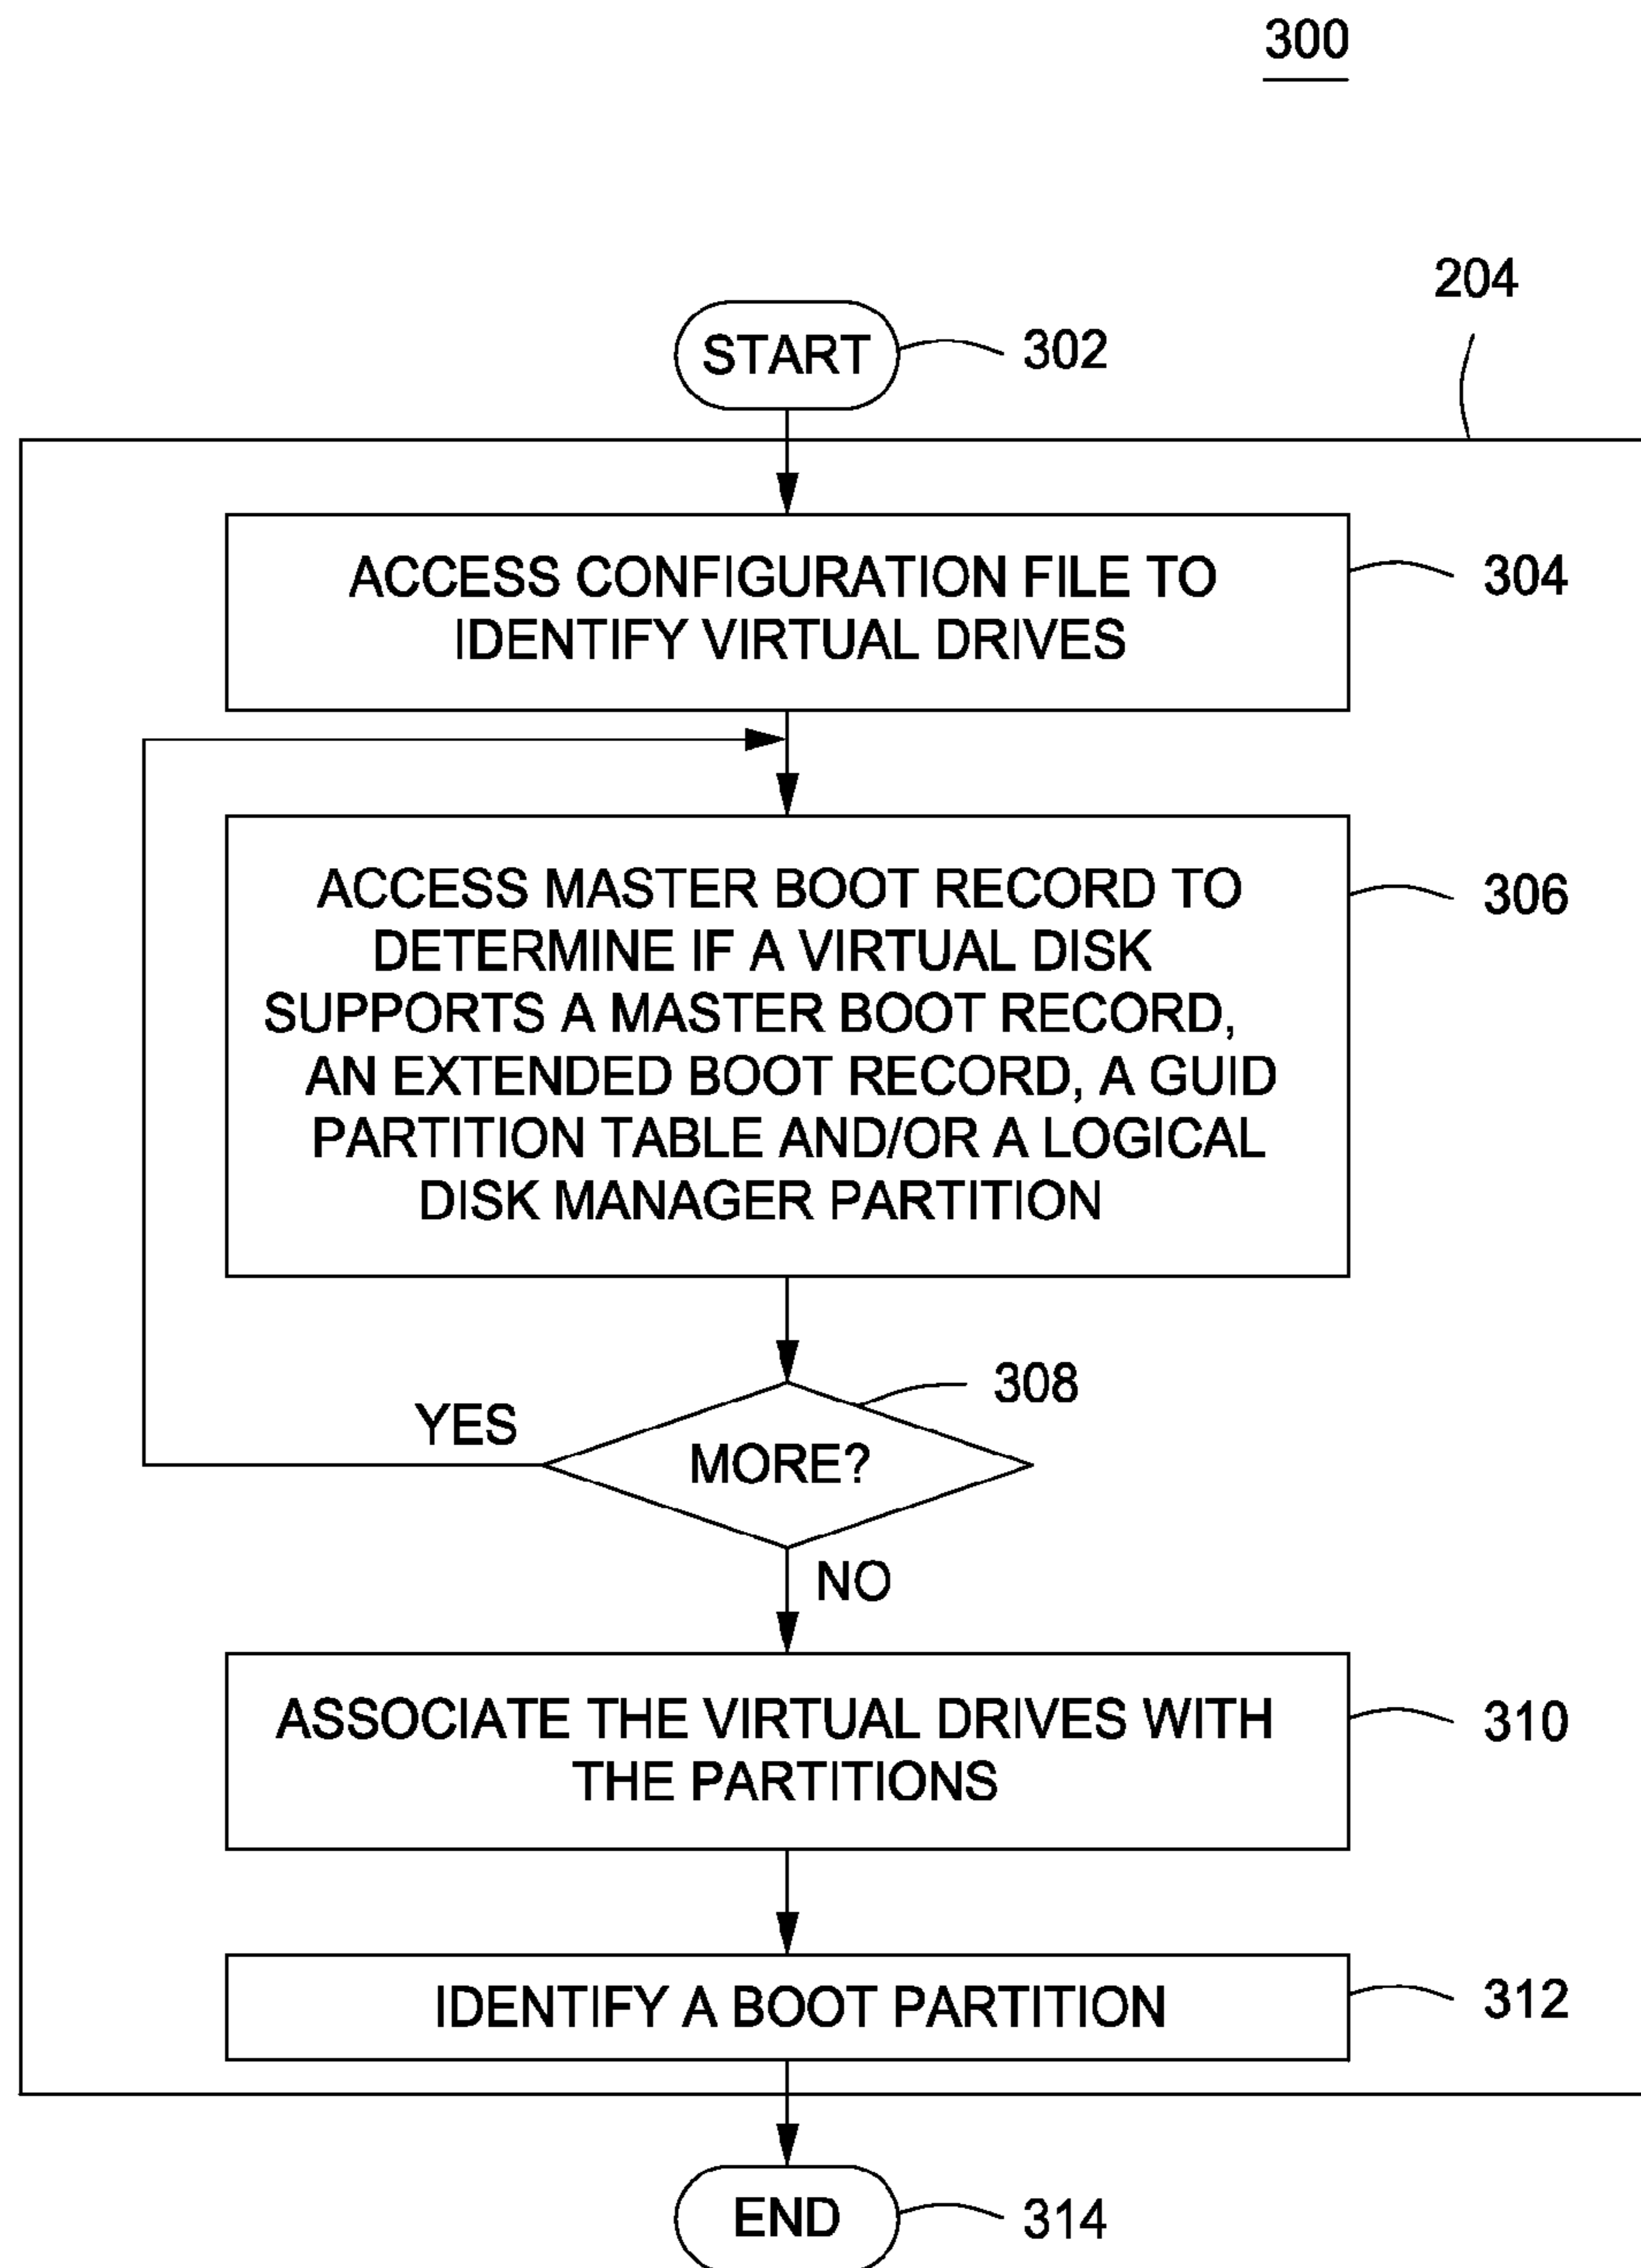 300
204
START
302
ACCESS CONFIGURATION FILE TO
IDENTIFY VIRTUAL DRIVES
304
ACCESS MASTER BOOT RECORD TO
DETERMINE IF A VIRTUAL DISK
SUPPORTS A MASTER BOOT RECORD,
AN EXTENDED BOOT RECORD, A GUID
PARTITION TABLE AND/OR A LOGICAL
DISK MANAGER PARTITION
306
308
YES
MORE?
NO
ASSOCIATE THE VIRTUAL DRIVES WITH
THE PARTITIONS
310
IDENTIFY A BOOT PARTITION
312
END
314